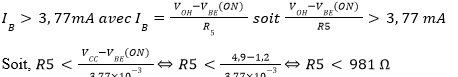 I_B > 3,77mA avec I_B = (V_OH−V_BE(ON))/R_5 soit (V_OH−V_BE(ON))/R5 > 3,77 mA
Soit, R5 < (V_CC−V_BE(ON))/(3,77×10^−3) ⇔ R5 < (4,9−1,2)/(3,77×10^−3) ⇔ R5 < 981 Ω